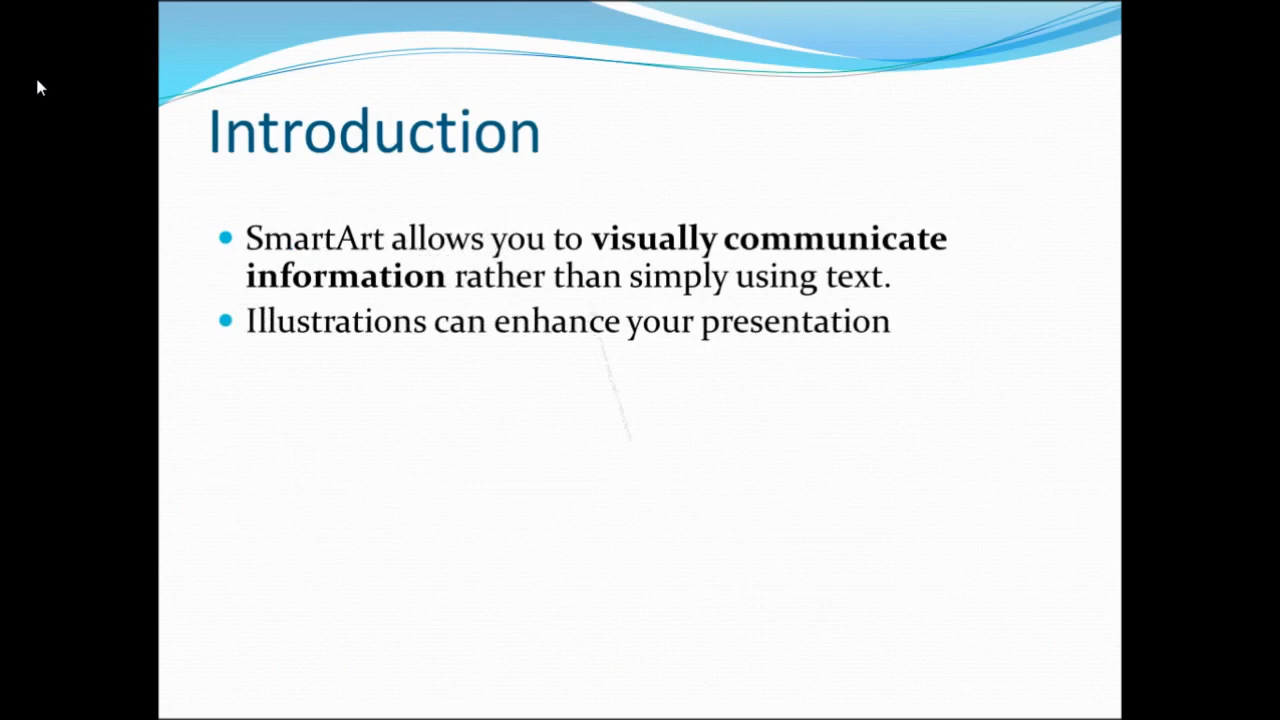 Introduction
• SmartArt allows you to visually communicate
information rather than simply using text.
• Illustrations can enhance your presentation